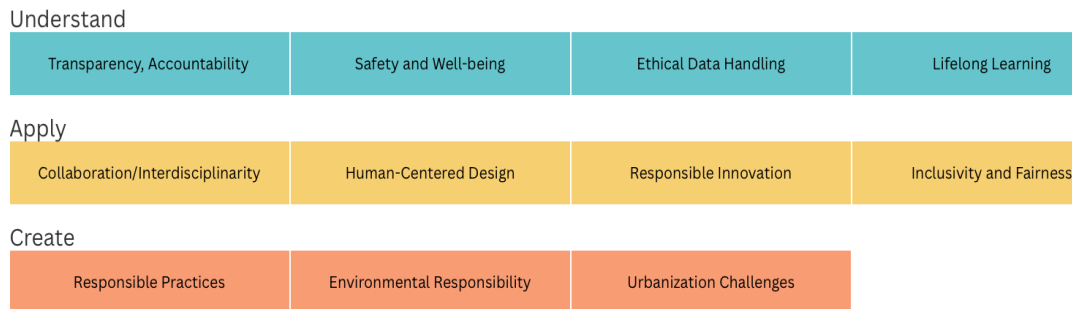 Understand
Transparency, Accountability
Safety and Well-being
Ethical Data Handling
Lifelong Learning
Apply
Collaboration/Interdisciplinarity
Human-Centered Design
Responsible Innovation
Inclusivity and Fairness
Create
Responsible Practices
Environmental Responsibility
Urbanization Challenges